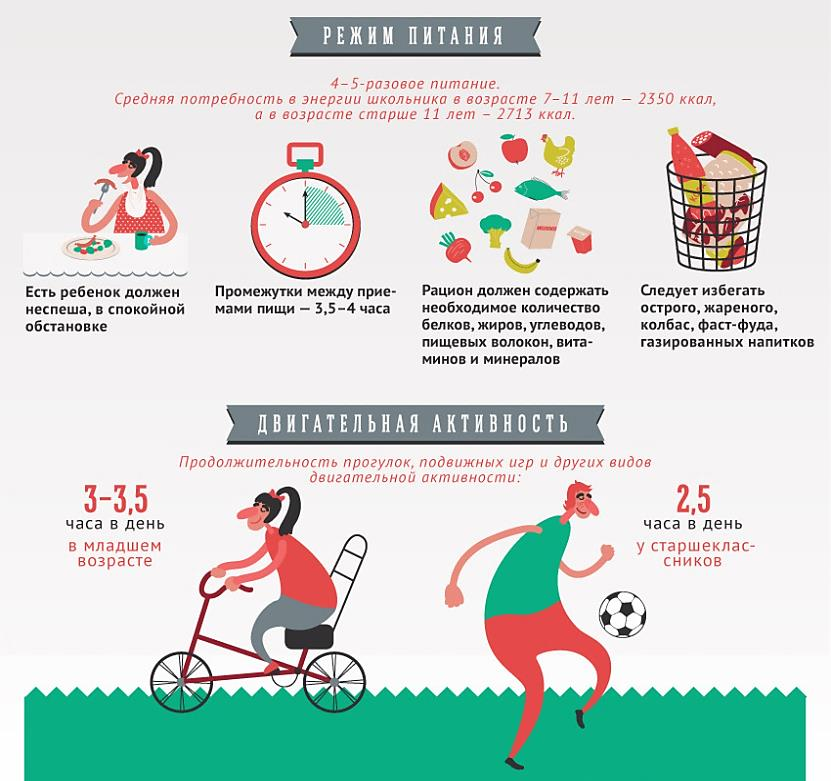 РЕЖИМ ПИТАНИЯ
4–5-разовое питание.
Средняя потребность в энергии школьника в возрасте 7–11 лет — 2350 ккал,
а в возрасте старше 11 лет – 2713 ккал.
Есть ребенок должен
неспеша, в спокойной
обстановке
Промежутки между прие-
мами пищи — 3,5–4 часа
Рацион должен содержать
необходимое количество
белков, жиров, углеводов,
пищевых волокон, вита-
минов и минералов
Следует избегать
острого, жареного,
колбас, фаст-фуда,
газированных напитков
ДВИГАТЕЛЬНАЯ АКТИВНОСТЬ
Продолжительность прогулок, подвижных игр и других видов
двигательной активности:
3–3,5
часа в день
в младшем
возрасте
2,5
часа в день
у старшеклас-
сников